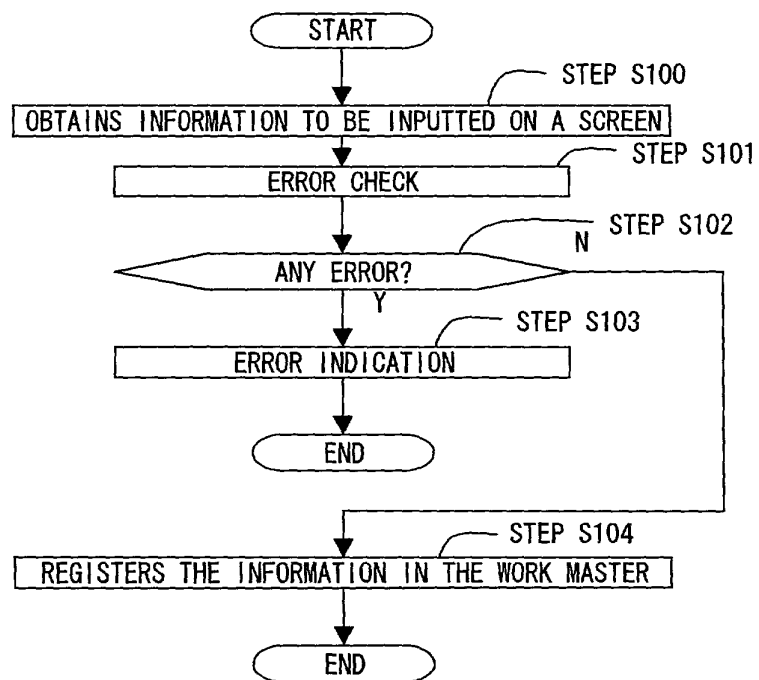 START
STEP S100
OBTAINS INFORMATION TO BE INPUTTED ON A SCREEN
STEP S101
ERROR CHECK
STEP S102
N
ANY ERROR?
Y
STEP S103
ERROR INDICATION
END
STEP S104
REGISTERS THE INFORMATION IN THE WORK MASTER
END